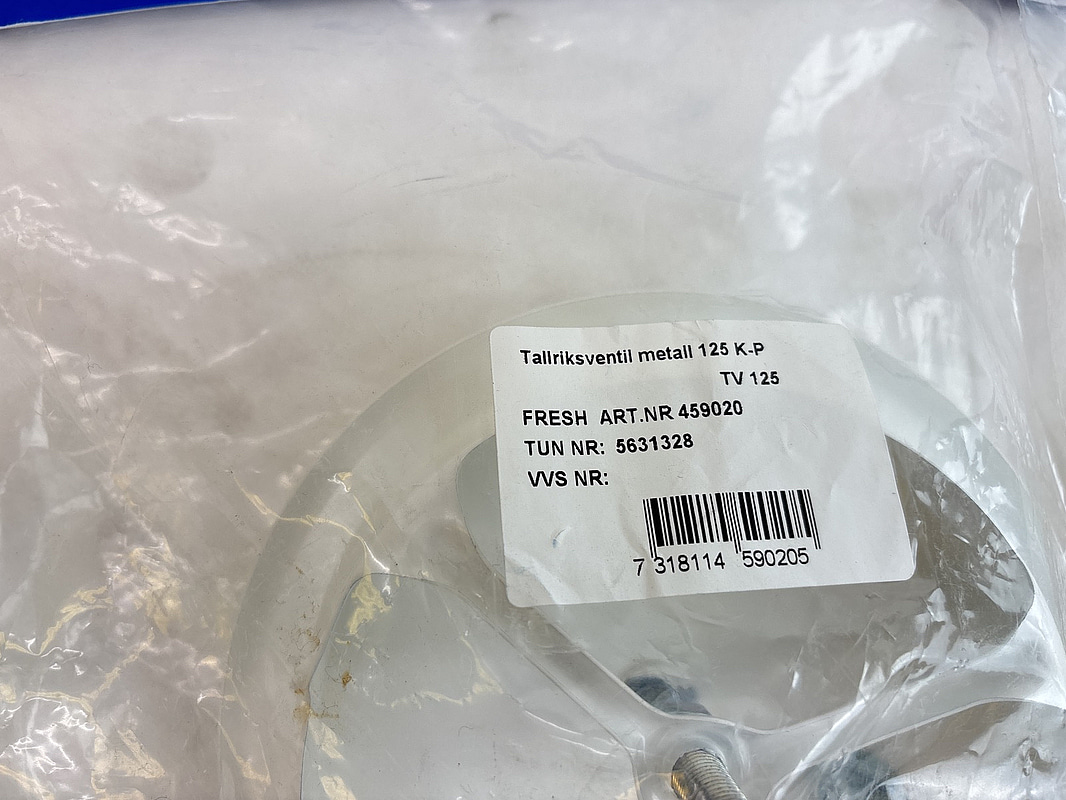 Tallriksventil metall 125 K-P
TV 125
FRESH ART.NR 459020
TUN NR: 5631328
VVS NR:
7 318114 590205